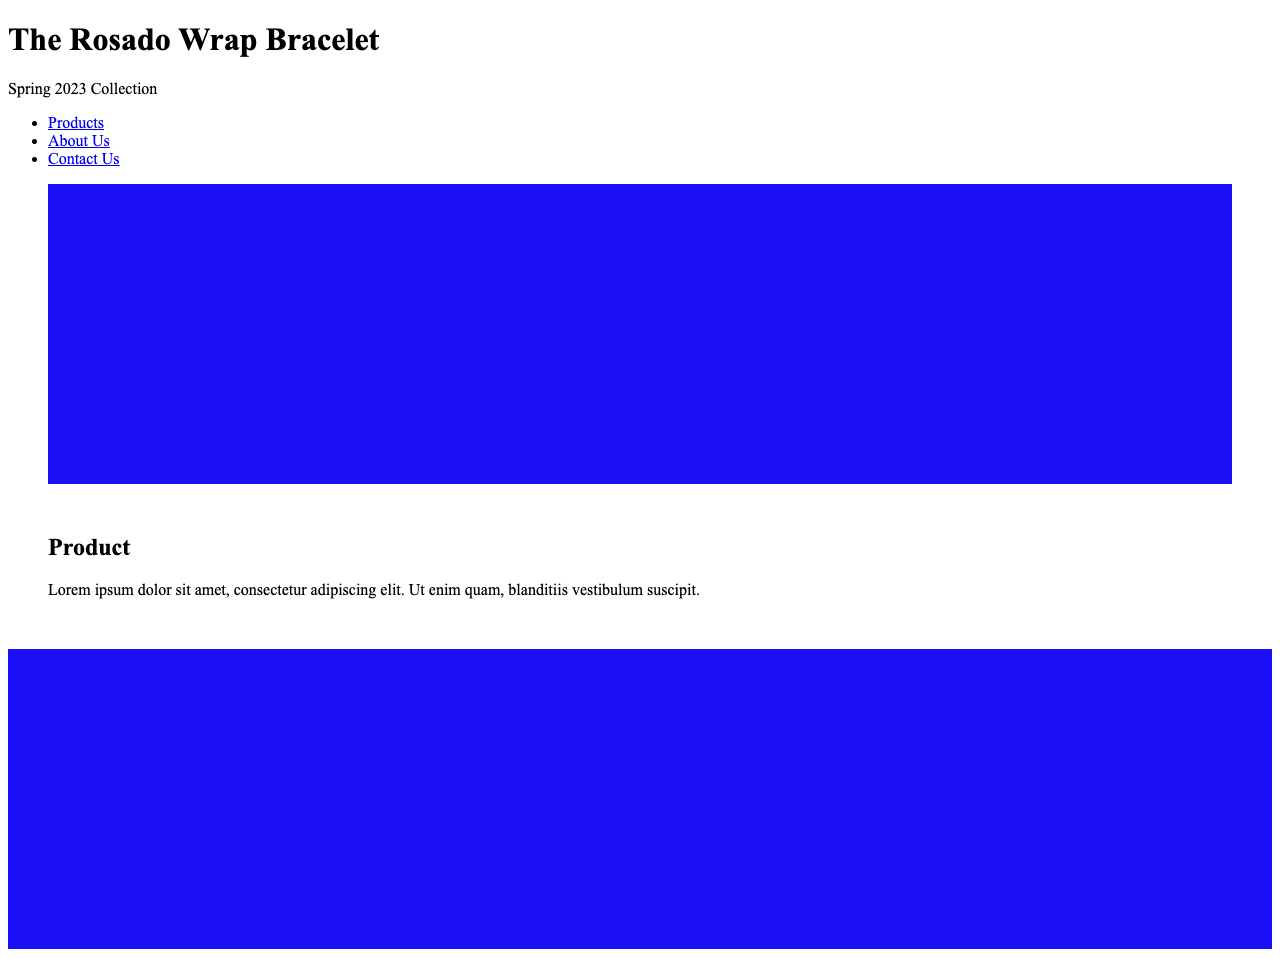 The Rosado Wrap Bracelet
Spring 2023 Collection
Products
About Us
Contact Us
Product
Lorem ipsum dolor sit amet, consectetur adipiscing elit. Ut enim quam, blanditiis vestibulum suscipit.